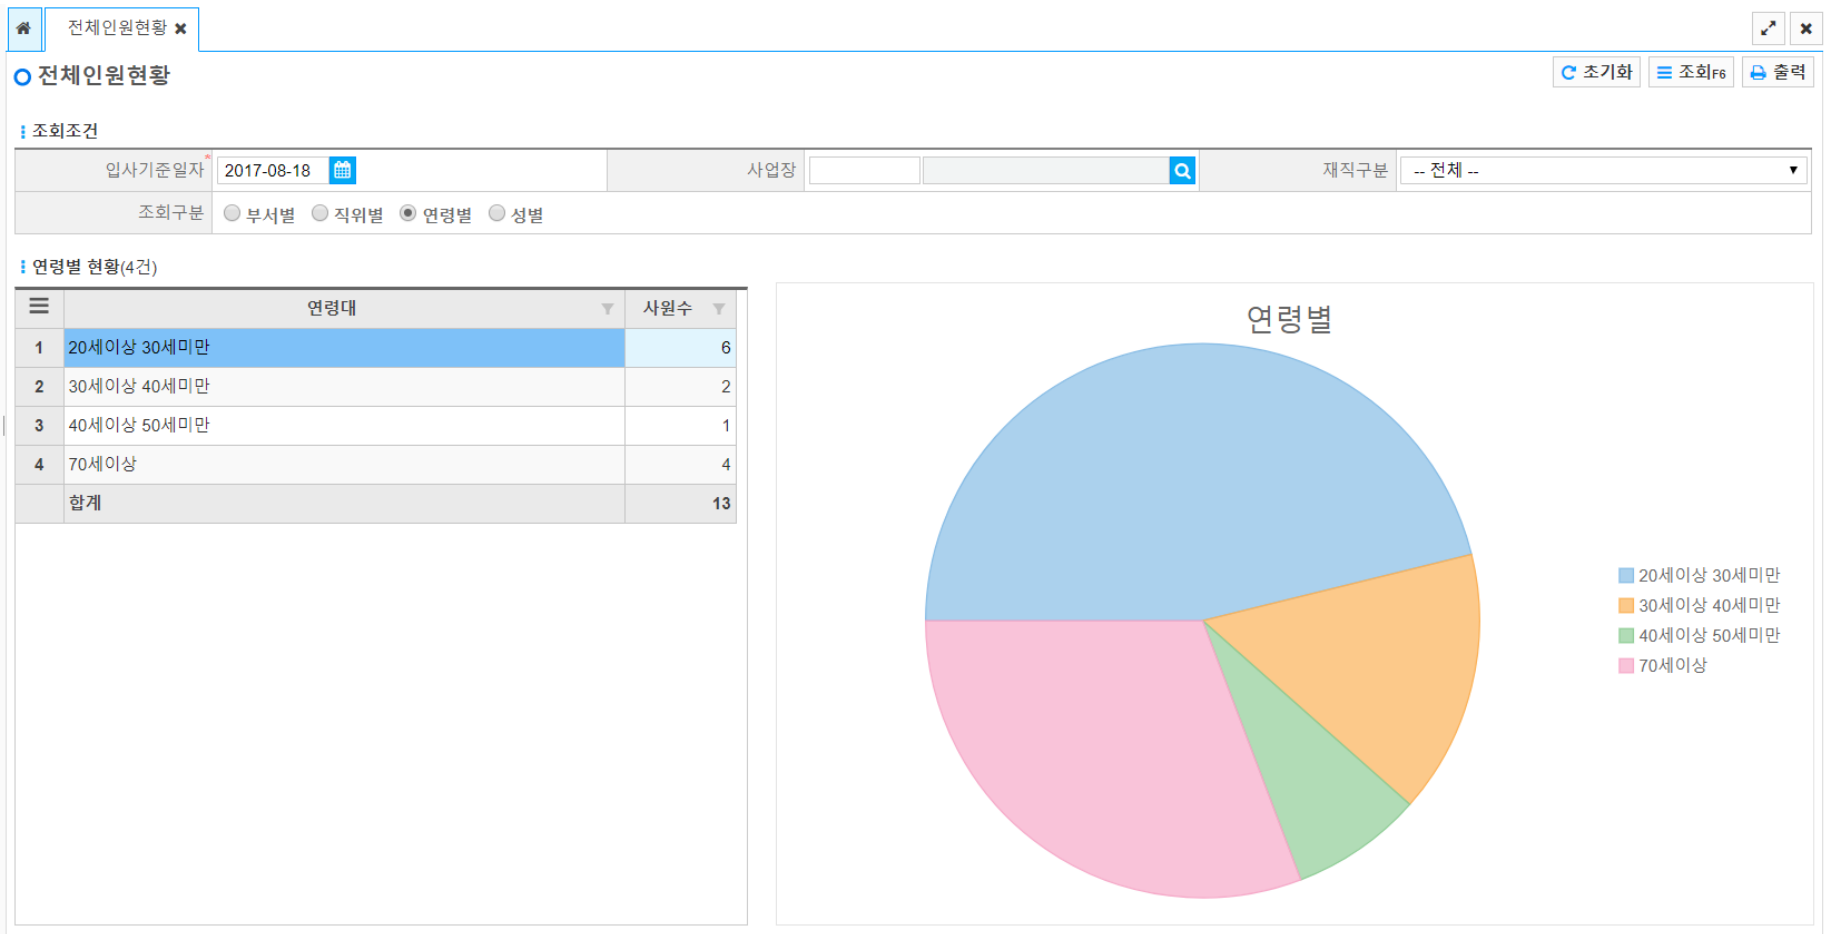 전체인원현황
전체인원현황
초기화 조회F6 출력
조회조건
입사기준일자* 2017-08-18 사업장 재직구분 -- 전체 --
조회구분 부서별 직위별 연령별 성별
연령별 현황(4건)
연령대 사원수
1 20세이상 30세미만 6
2 30세이상 40세미만 2
3 40세이상 50세미만 1
4 70세이상 4
합계 13
연령별
20세이상 30세미만
30세이상 40세미만
40세이상 50세미만
70세이상